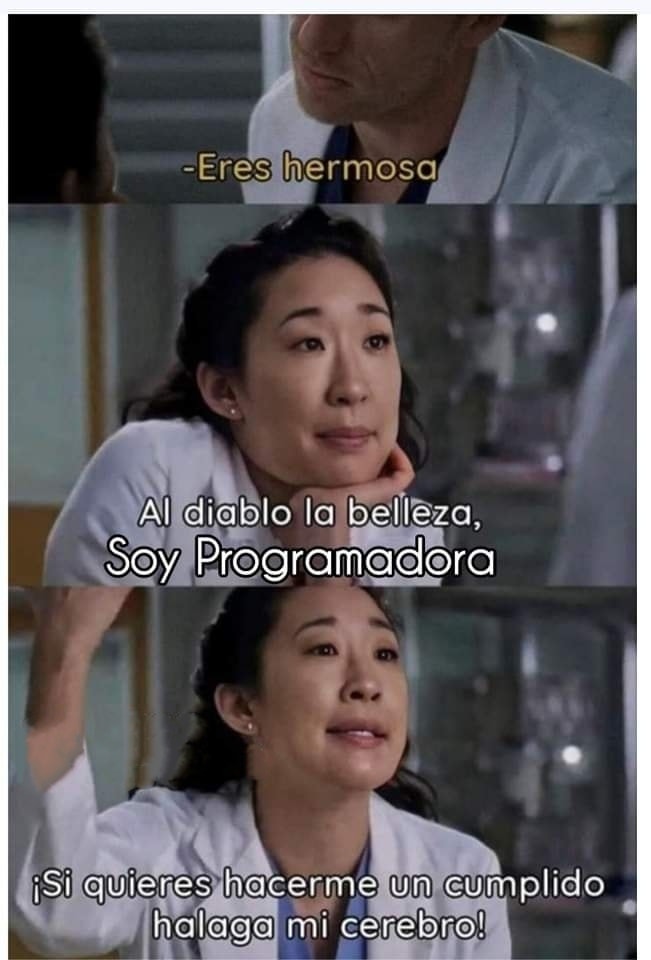 -Eres hermosa
Al diablo la belleza,
Soy Programadora
¡Si quieres hacerme un cumplido
halaga mi cerebro!